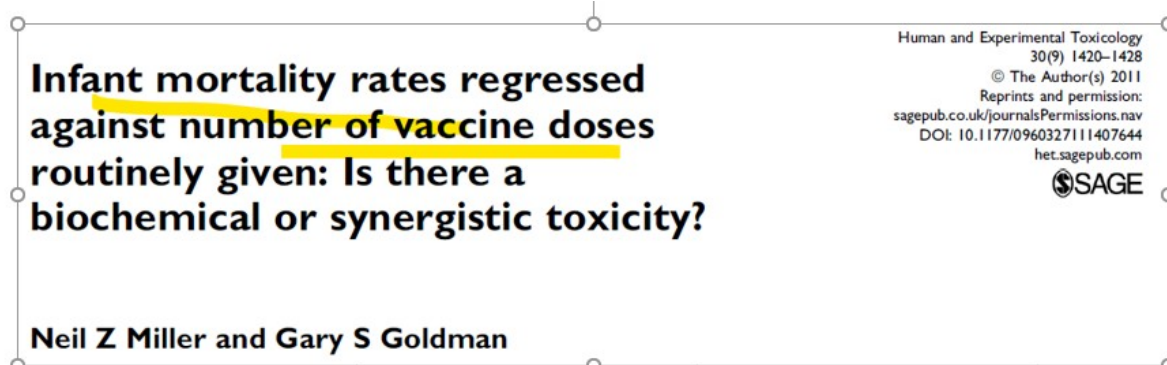 Infant mortality rates regressed
against number of vaccine doses
routinely given: Is there a
biochemical or synergistic toxicity?
Neil Z Miller and Gary S Goldman
Human and Experimental Toxicology
30(9) 1420–1428
© The Author(s) 2011
Reprints and permission:
sagepub.co.uk/journalsPermissions.nav
DOI: 10.1177/0960327111407644
het.sagepub.com
SAGE